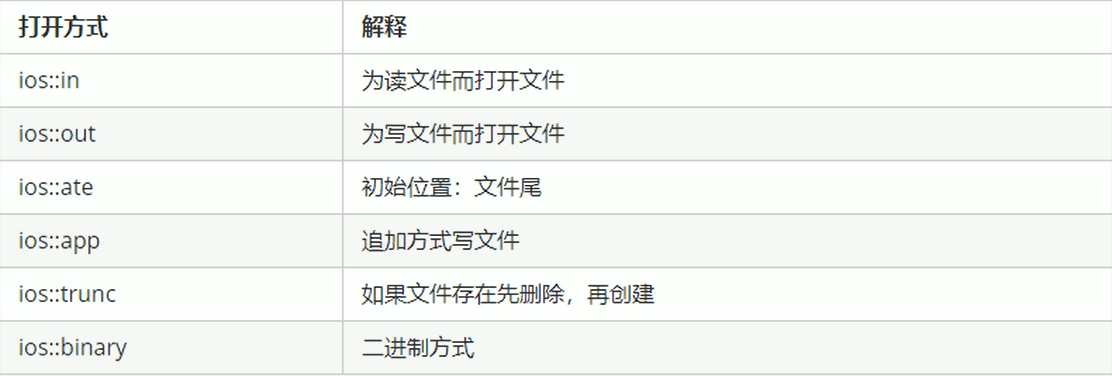 打开方式 解释
ios::in 为读文件而打开文件
ios::out 为写文件而打开文件
ios::ate 初始位置：文件尾
ios::app 追加方式写文件
ios::trunc 如果文件存在先删除，再创建
ios::binary 二进制方式